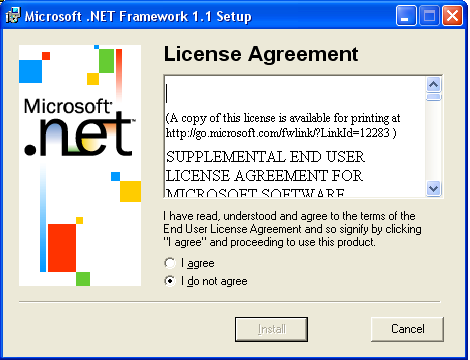 Microsoft .NET Framework 1.1 Setup
License Agreement
Microsoft
.net
(A copy of this license is available for printing at
http://go.microsoft.com/fwlink/?LinkId=12283 )
SUPPLEMENTAL END USER
LICENSE AGREEMENT FOR
MICROSOFT SOFTWARE
I have read, understood and agree to the terms of the
End User License Agreement and so signify by clicking
"I agree" and proceeding to use this product.
I agree
I do not agree
Install
Cancel